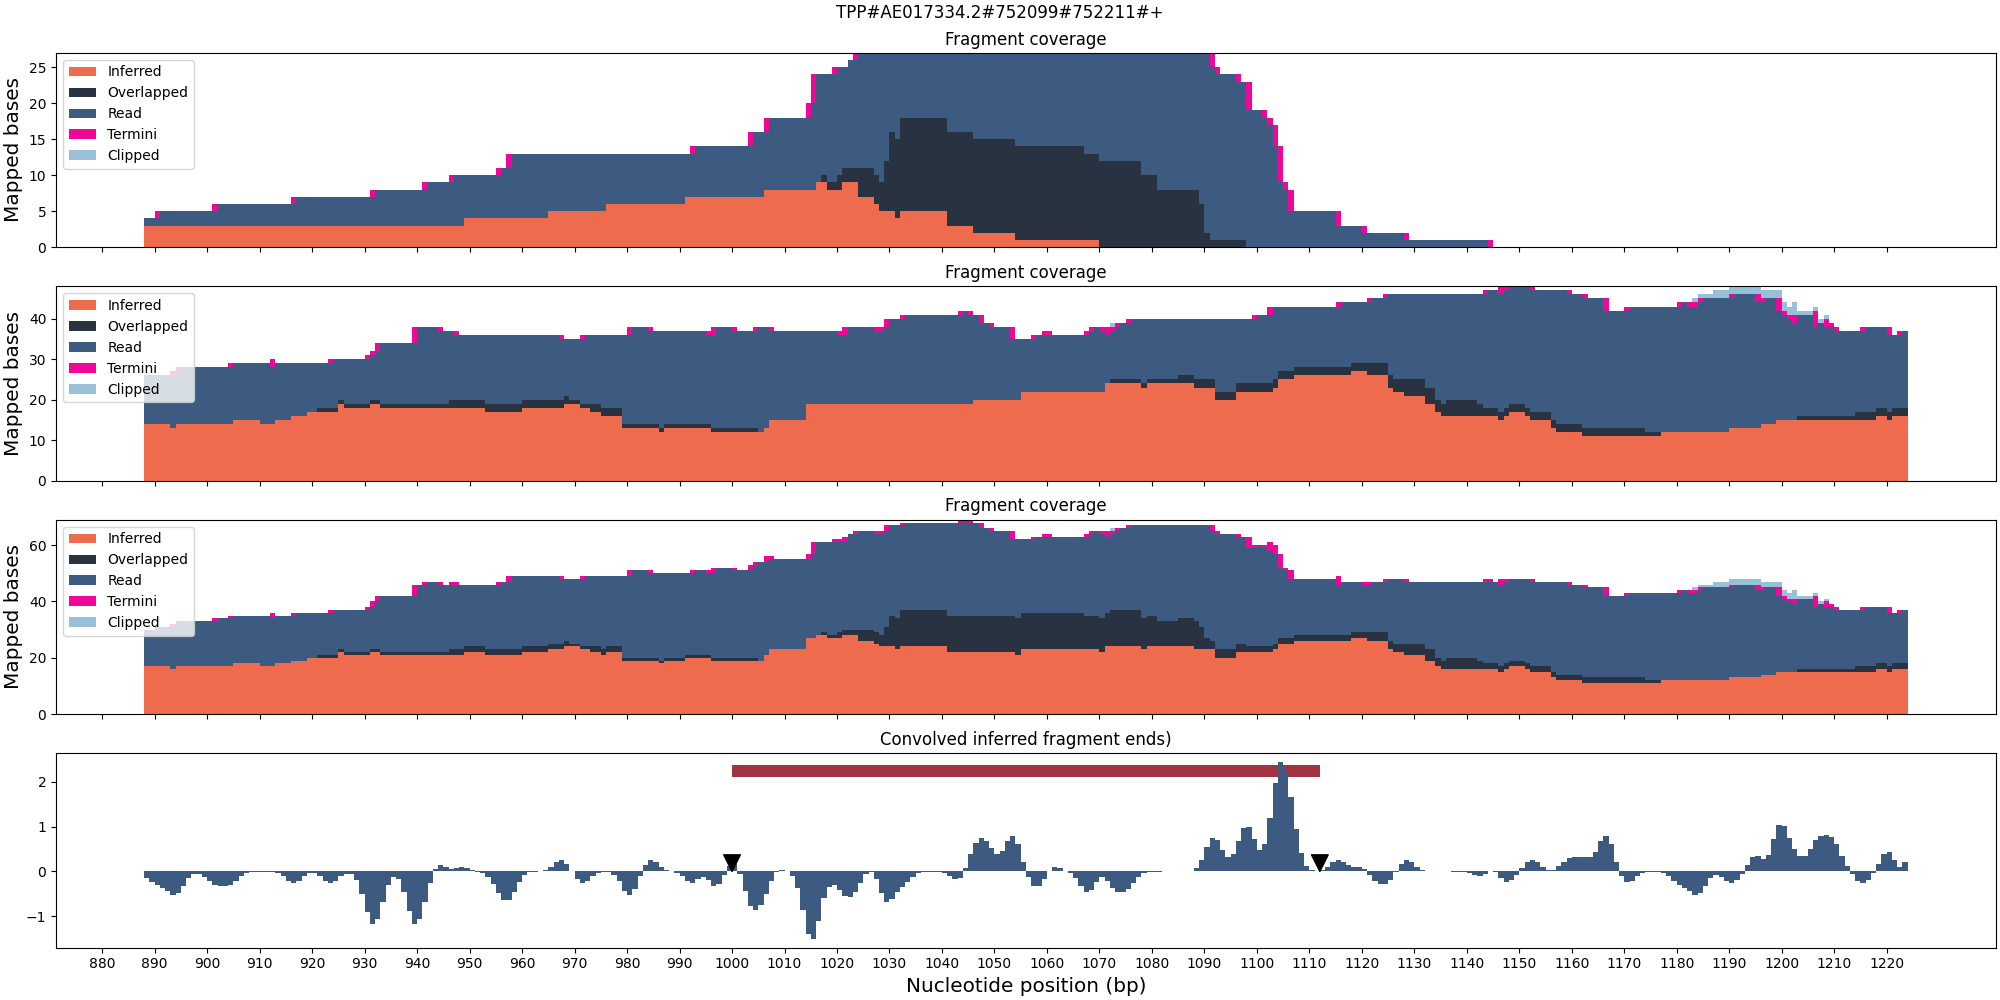 TPP#AE017334.2#752099#752211#+
Fragment coverage
Mapped bases
25
20
15
10
5
0
Inferred
Overlapped
Read
Termini
Clipped
Fragment coverage
Mapped bases
40
30
20
10
0
Inferred
Overlapped
Read
Termini
Clipped
Fragment coverage
Mapped bases
60
40
20
0
Inferred
Overlapped
Read
Termini
Clipped
Convolved inferred fragment ends)
2
1
0
−1
880 890 900 910 920 930 940 950 960 970 980 990 1000 1010 1020 1030 1040 1050 1060 1070 1080 1090 1100 1110 1120 1130 1140 1150 1160 1170 1180 1190 1200 1210 1220
Nucleotide position (bp)